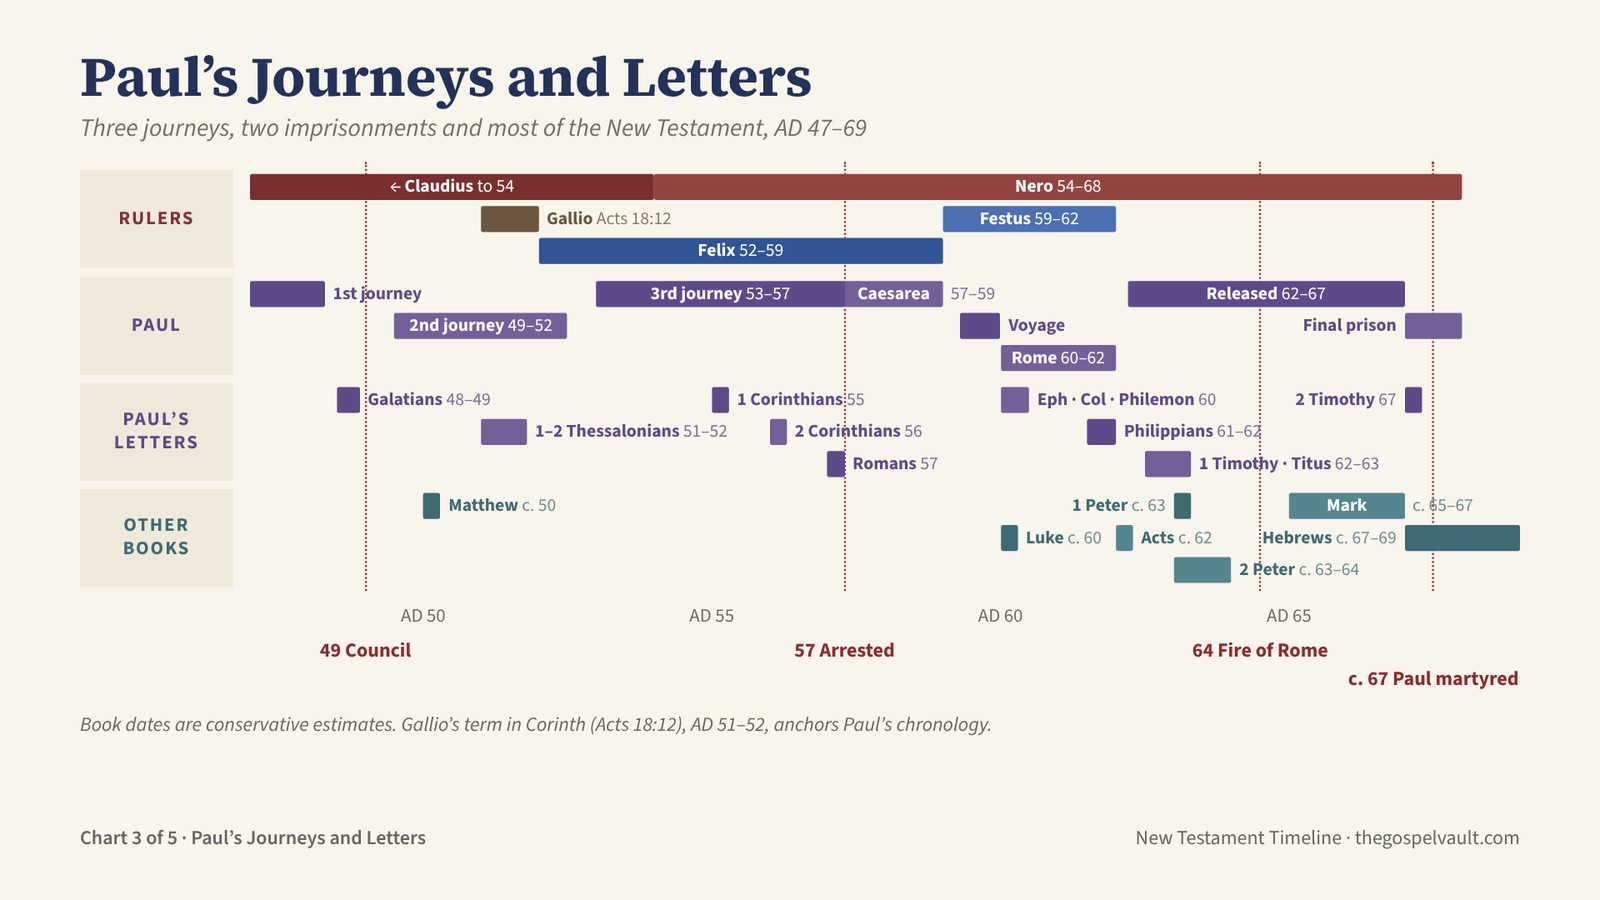 Paul’s Journeys and Letters
Three journeys, two imprisonments and most of the New Testament, AD 47–69
RULERS
← Claudius to 54
Nero 54–68
Gallio Acts 18:12
Festus 59–62
Felix 52–59
PAUL
1st journey
3rd journey 53–57
Caesarea 57–59
Released 62–67
2nd journey 49–52
Voyage
Final prison
Rome 60–62
PAUL’S
LETTERS
Galatians 48–49
1 Corinthians 55
Eph · Col · Philemon 60
2 Timothy 67
1–2 Thessalonians 51–52
2 Corinthians 56
Philippians 61–62
Romans 57
1 Timothy · Titus 62–63
OTHER
BOOKS
Matthew c. 50
1 Peter c. 63
Mark c. 65–67
Luke c. 60
Acts c. 62
Hebrews c. 67–69
2 Peter c. 63–64
AD 50
AD 55
AD 60
AD 65
49 Council
57 Arrested
64 Fire of Rome
c. 67 Paul martyred
Book dates are conservative estimates. Gallio’s term in Corinth (Acts 18:12), AD 51–52, anchors Paul’s chronology.
Chart 3 of 5 · Paul’s Journeys and Letters
New Testament Timeline · thegospelvault.com